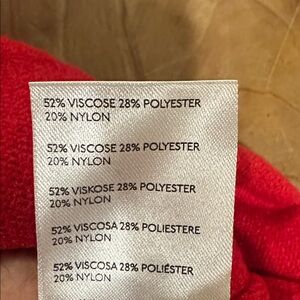 52% VISCOSE 28% POLYESTER
20% NYLON
52% VISCOSE 28% POLYESTER
20% NYLON
52% VISKOSE 28% POLYESTER
20% NYLON
52% VISCOSA 28% POLIESTERE
20% NYLON
52% VISCOSA 28% POLIÉSTER
20% NYLON